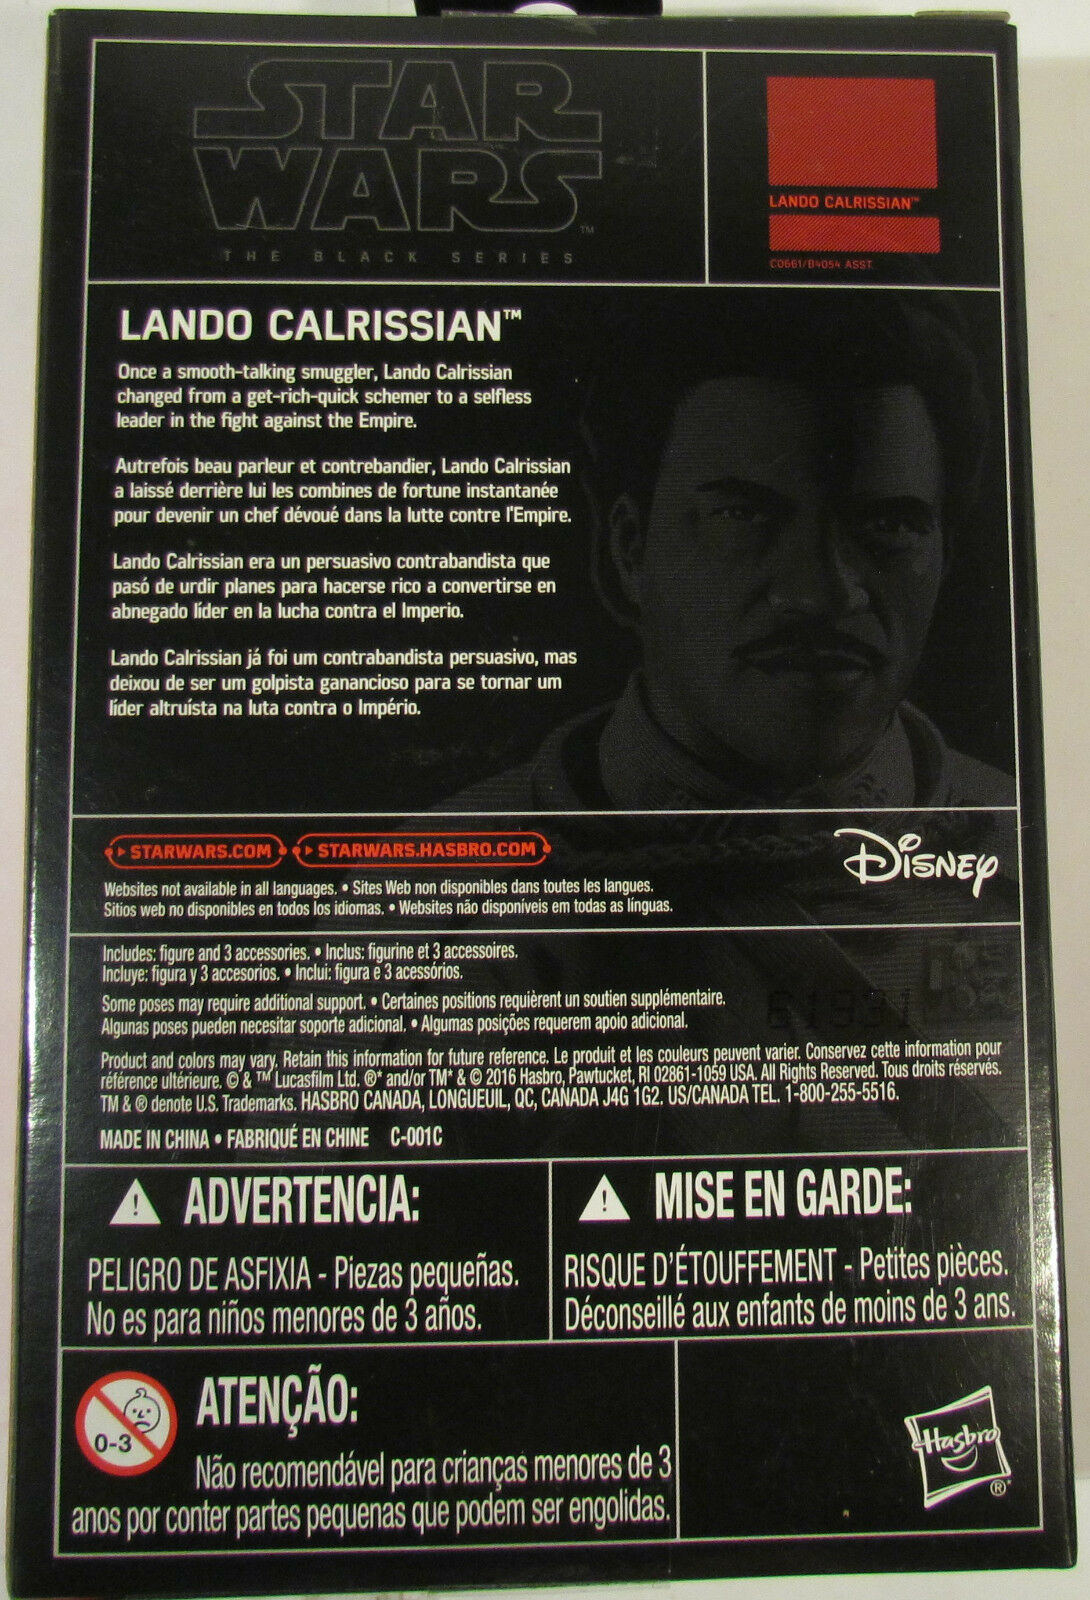 STAR
WARS™
THE BLACK SERIES
LANDO CALRISSIAN™
C0661/B4054 ASST.
LANDO CALRISSIAN™
Once a smooth-talking smuggler, Lando Calrissian
changed from a get-rich-quick schemer to a selfless
leader in the fight against the Empire.
Autrefois beau parleur et contrebandier, Lando Calrissian
a laissé derrière lui les combines de fortune instantanée
pour devenir un chef dévoué dans la lutte contre l'Empire.
Lando Calrissian era un persuasivo contrabandista que
pasó de urdir planes para hacerse rico a convertirse en
abnegado líder en la lucha contra el Imperio.
Lando Calrissian já foi um contrabandista persuasivo, mas
deixou de ser um golpista ganancioso para se tornar um
líder altruísta na luta contra o Império.
STARWARS.COM STARWARS.HASBRO.COM
Disney
Websites not available in all languages. • Sites Web non disponibles dans toutes les langues.
Sitios web no disponibles en todos los idiomas. • Websites não disponíveis em todas as línguas.
Includes: figure and 3 accessories. • Inclus: figurine et 3 accessoires.
Incluye: figura y 3 accesorios. • Inclui: figura e 3 acessórios.
Some poses may require additional support. • Certaines positions requièrent un soutien supplémentaire.
Algunas poses pueden necesitar soporte adicional. • Algumas posições requerem apoio adicional.
Product and colors may vary. Retain this information for future reference. Le produit et les couleurs peuvent varier. Conservez cette information pour
référence ultérieure. © & ™ Lucasfilm Ltd. ®* and/or TM* & © 2016 Hasbro, Pawtucket, RI 02861-1059 USA. All Rights Reserved. Tous droits réservés.
TM & ® denote U.S. Trademarks. HASBRO CANADA, LONGUEUIL, QC, CANADA J4G 1G2. US/CANADA TEL. 1-800-255-5516.
MADE IN CHINA • FABRIQUÉ EN CHINE C-001C
ADVERTENCIA:
PELIGRO DE ASFIXIA - Piezas pequeñas.
No es para niños menores de 3 años.
MISE EN GARDE:
RISQUE D'ÉTOUFFEMENT - Petites pièces.
Déconseillé aux enfants de moins de 3 ans.
0-3
ATENÇÃO:
Não recomendável para crianças menores de 3
anos por conter partes pequenas que podem ser engolidas.
Hasbro
®*